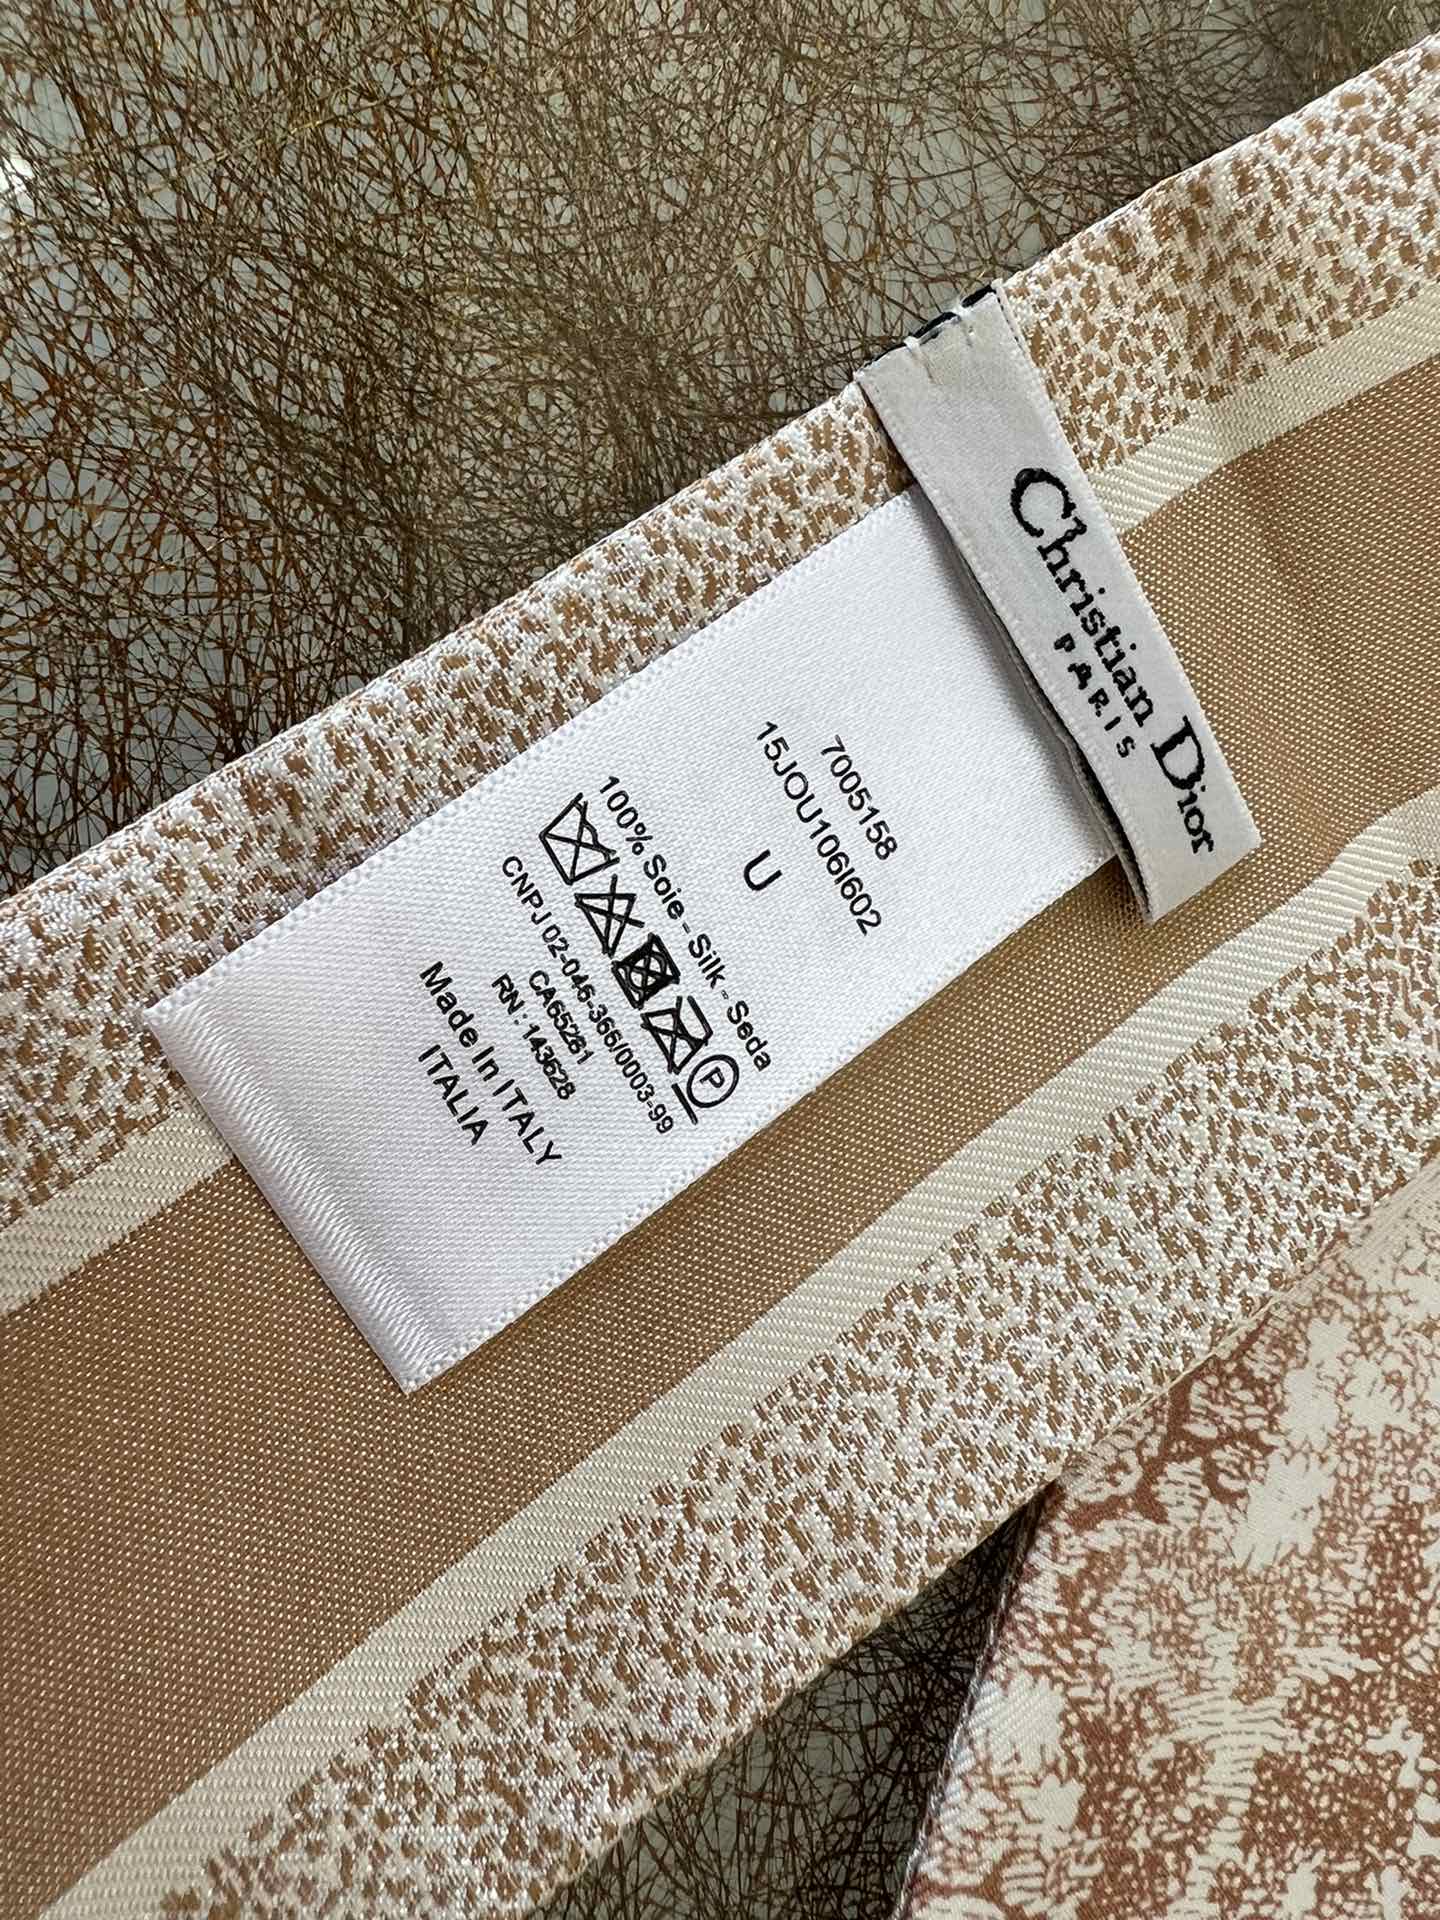 Christian Dior
PARIS
7005158
15JOU106I602
U
100% Soie - Silk - Seda
P
CNPJ 02-046-366/0003-99
CA65261
RN : 143628
Made In ITALY
ITALIA